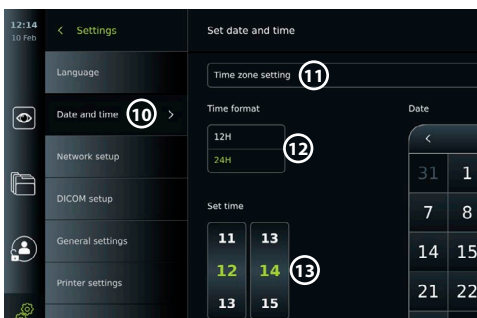 12:14
10 Feb
Settings
Language
Date and time
10
Network setup
DICOM setup
General settings
Printer settings
Set date and time
Time zone setting
11
Time format
12H
24H
12
Set time
11 13
12 14
13 15
13
Date
31 1
7 8
14 15
21 22